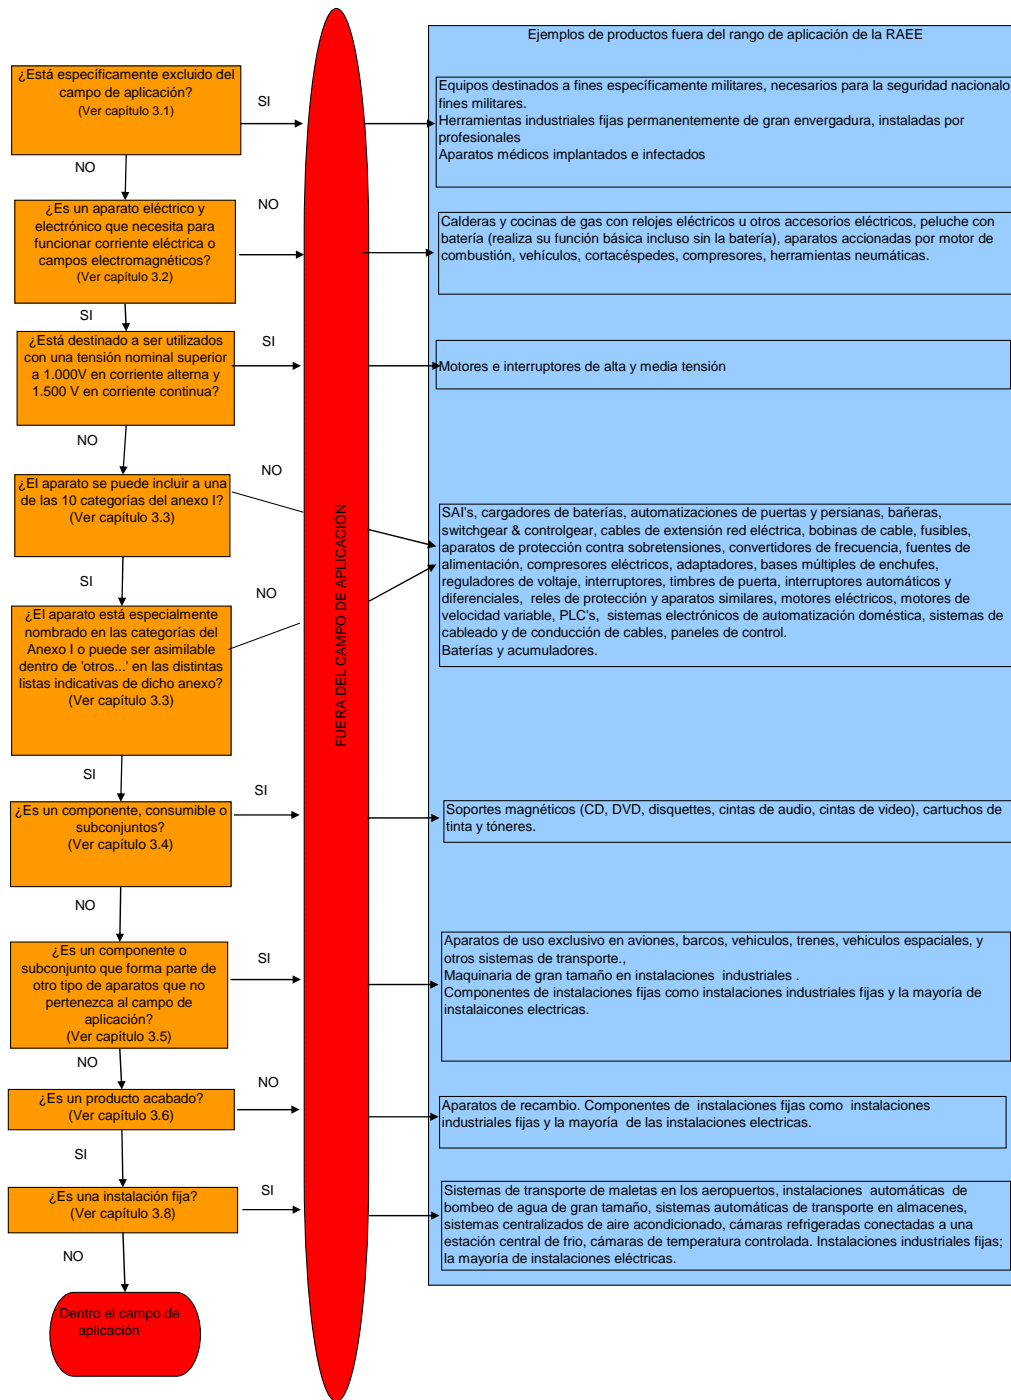 Ejemplos de productos fuera del rango de aplicación de la RAEE
¿Está específicamente excluido del
campo de aplicación?
(Ver capítulo 3.1)
SI
Equipos destinados a fines específicamente militares, necesarios para la seguridad nacionalo
fines militares.
Herramientas industriales fijas permanentemente de gran envergadura, instaladas por
profesionales
Aparatos médicos implantados e infectados
NO
¿Es un aparato eléctrico y
electrónico que necesita para
funcionar corriente eléctrica o
campos electromagnéticos?
(Ver capítulo 3.2)
NO
Calderas y cocinas de gas con relojes eléctricos u otros accesorios eléctricos, peluche con
batería (realiza su función básica incluso sin la batería), aparatos accionadas por motor de
combustión, vehículos, cortacéspedes, compresores, herramientas neumáticas.
SI
¿Está destinado a ser utilizados
con una tensión nominal superior
a 1.000V en corriente alterna y
1.500 V en corriente continua?
SI
Motores e interruptores de alta y media tensión
NO
¿El aparato se puede incluir a una
de las 10 categorías del anexo I?
(Ver capítulo 3.3)
NO
SAI's, cargadores de baterías, automatizaciones de puertas y persianas, bañeras,
switchgear & controlgear, cables de extensión red eléctrica, bobinas de cable, fusibles,
aparatos de protección contra sobretensiones, convertidores de frecuencia, fuentes de
alimentación, compresores eléctricos, adaptadores, bases múltiples de enchufes,
reguladores de voltaje, interruptores, timbres de puerta, interruptores automáticos y
diferenciales, reles de protección y aparatos similares, motores eléctricos, motores de
velocidad variable, PLC's, sistemas electrónicos de automatización doméstica, sistemas de
cableado y de conducción de cables, paneles de control.
Baterías y acumuladores.
SI
¿El aparato está especialmente
nombrado en las categorías del
Anexo I o puede ser asimilable
dentro de 'otros...' en las distintas
listas indicativas de dicho anexo?
(Ver capítulo 3.3)
NO
FUERA DEL CAMPO DE APLICACIÓN
SI
¿Es un componente, consumible o
subconjuntos?
(Ver capítulo 3.4)
SI
Soportes magnéticos (CD, DVD, disquettes, cintas de audio, cintas de video), cartuchos de
tinta y tóneres.
NO
¿Es un componente o
subconjunto que forma parte de
otro tipo de aparatos que no
pertenezca al campo de
aplicación?
(Ver capítulo 3.5)
SI
Aparatos de uso exclusivo en aviones, barcos, vehiculos, trenes, vehiculos espaciales, y
otros sistemas de transporte.,
Maquinaria de gran tamaño en instalaciones industriales .
Componentes de instalaciones fijas como instalaciones industriales fijas y la mayoría de
instalaicones electricas.
NO
¿Es un producto acabado?
(Ver capítulo 3.6)
NO
Aparatos de recambio. Componentes de instalaciones fijas como instalaciones
industriales fijas y la mayoría de las instalaciones electricas.
SI
¿Es una instalación fija?
(Ver capítulo 3.8)
SI
Sistemas de transporte de maletas en los aeropuertos, instalaciones automáticas de
bombeo de agua de gran tamaño, sistemas automáticas de transporte en almacenes,
sistemas centralizados de aire acondicionado, cámaras refrigeradas conectadas a una
estación central de frio, cámaras de temperatura controlada. Instalaciones industriales fijas;
la mayoría de instalaciones eléctricas.
NO
Dentro el campo de
aplicación